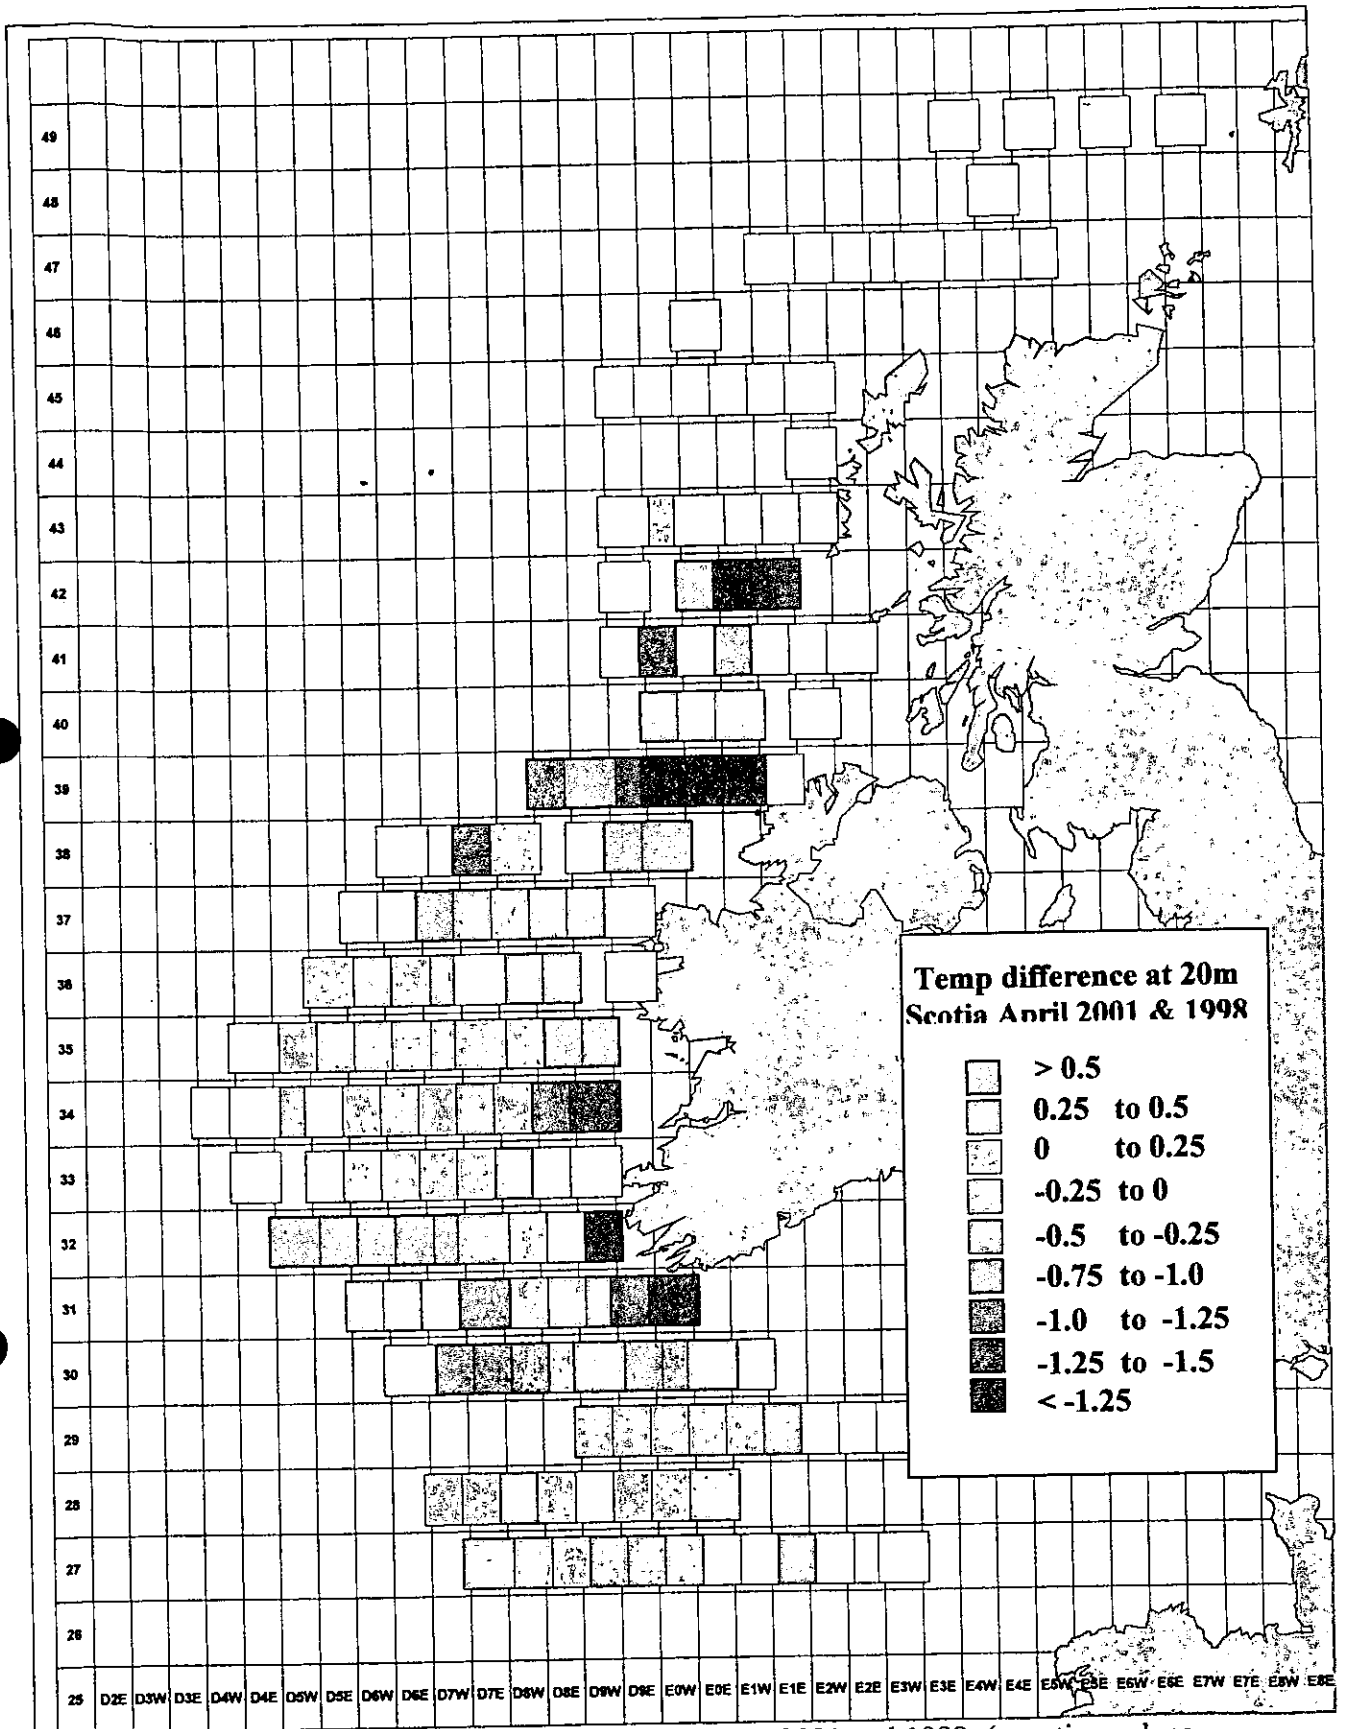 49
48
47
46
45
44
43
42
41
40
39
38
37
36
35
34
33
32
31
30
29
28
27
26
Temp difference at 20m
Scotia April 2001 & 1998
> 0.5
0.25 to 0.5
0 to 0.25
-0.25 to 0
-0.5 to -0.25
-0.75 to -1.0
-1.0 to -1.25
-1.25 to -1.5
< -1.25
25 D2E D3W D3E D4W D4E D5W D5E D6W D6E D7W D7E D8W D8E D9W D9E E0W E0E E1W E1E E2W E2E E3W E3E E4W E4E E5W E5E E6W E6E E7W E7E E8W E8E